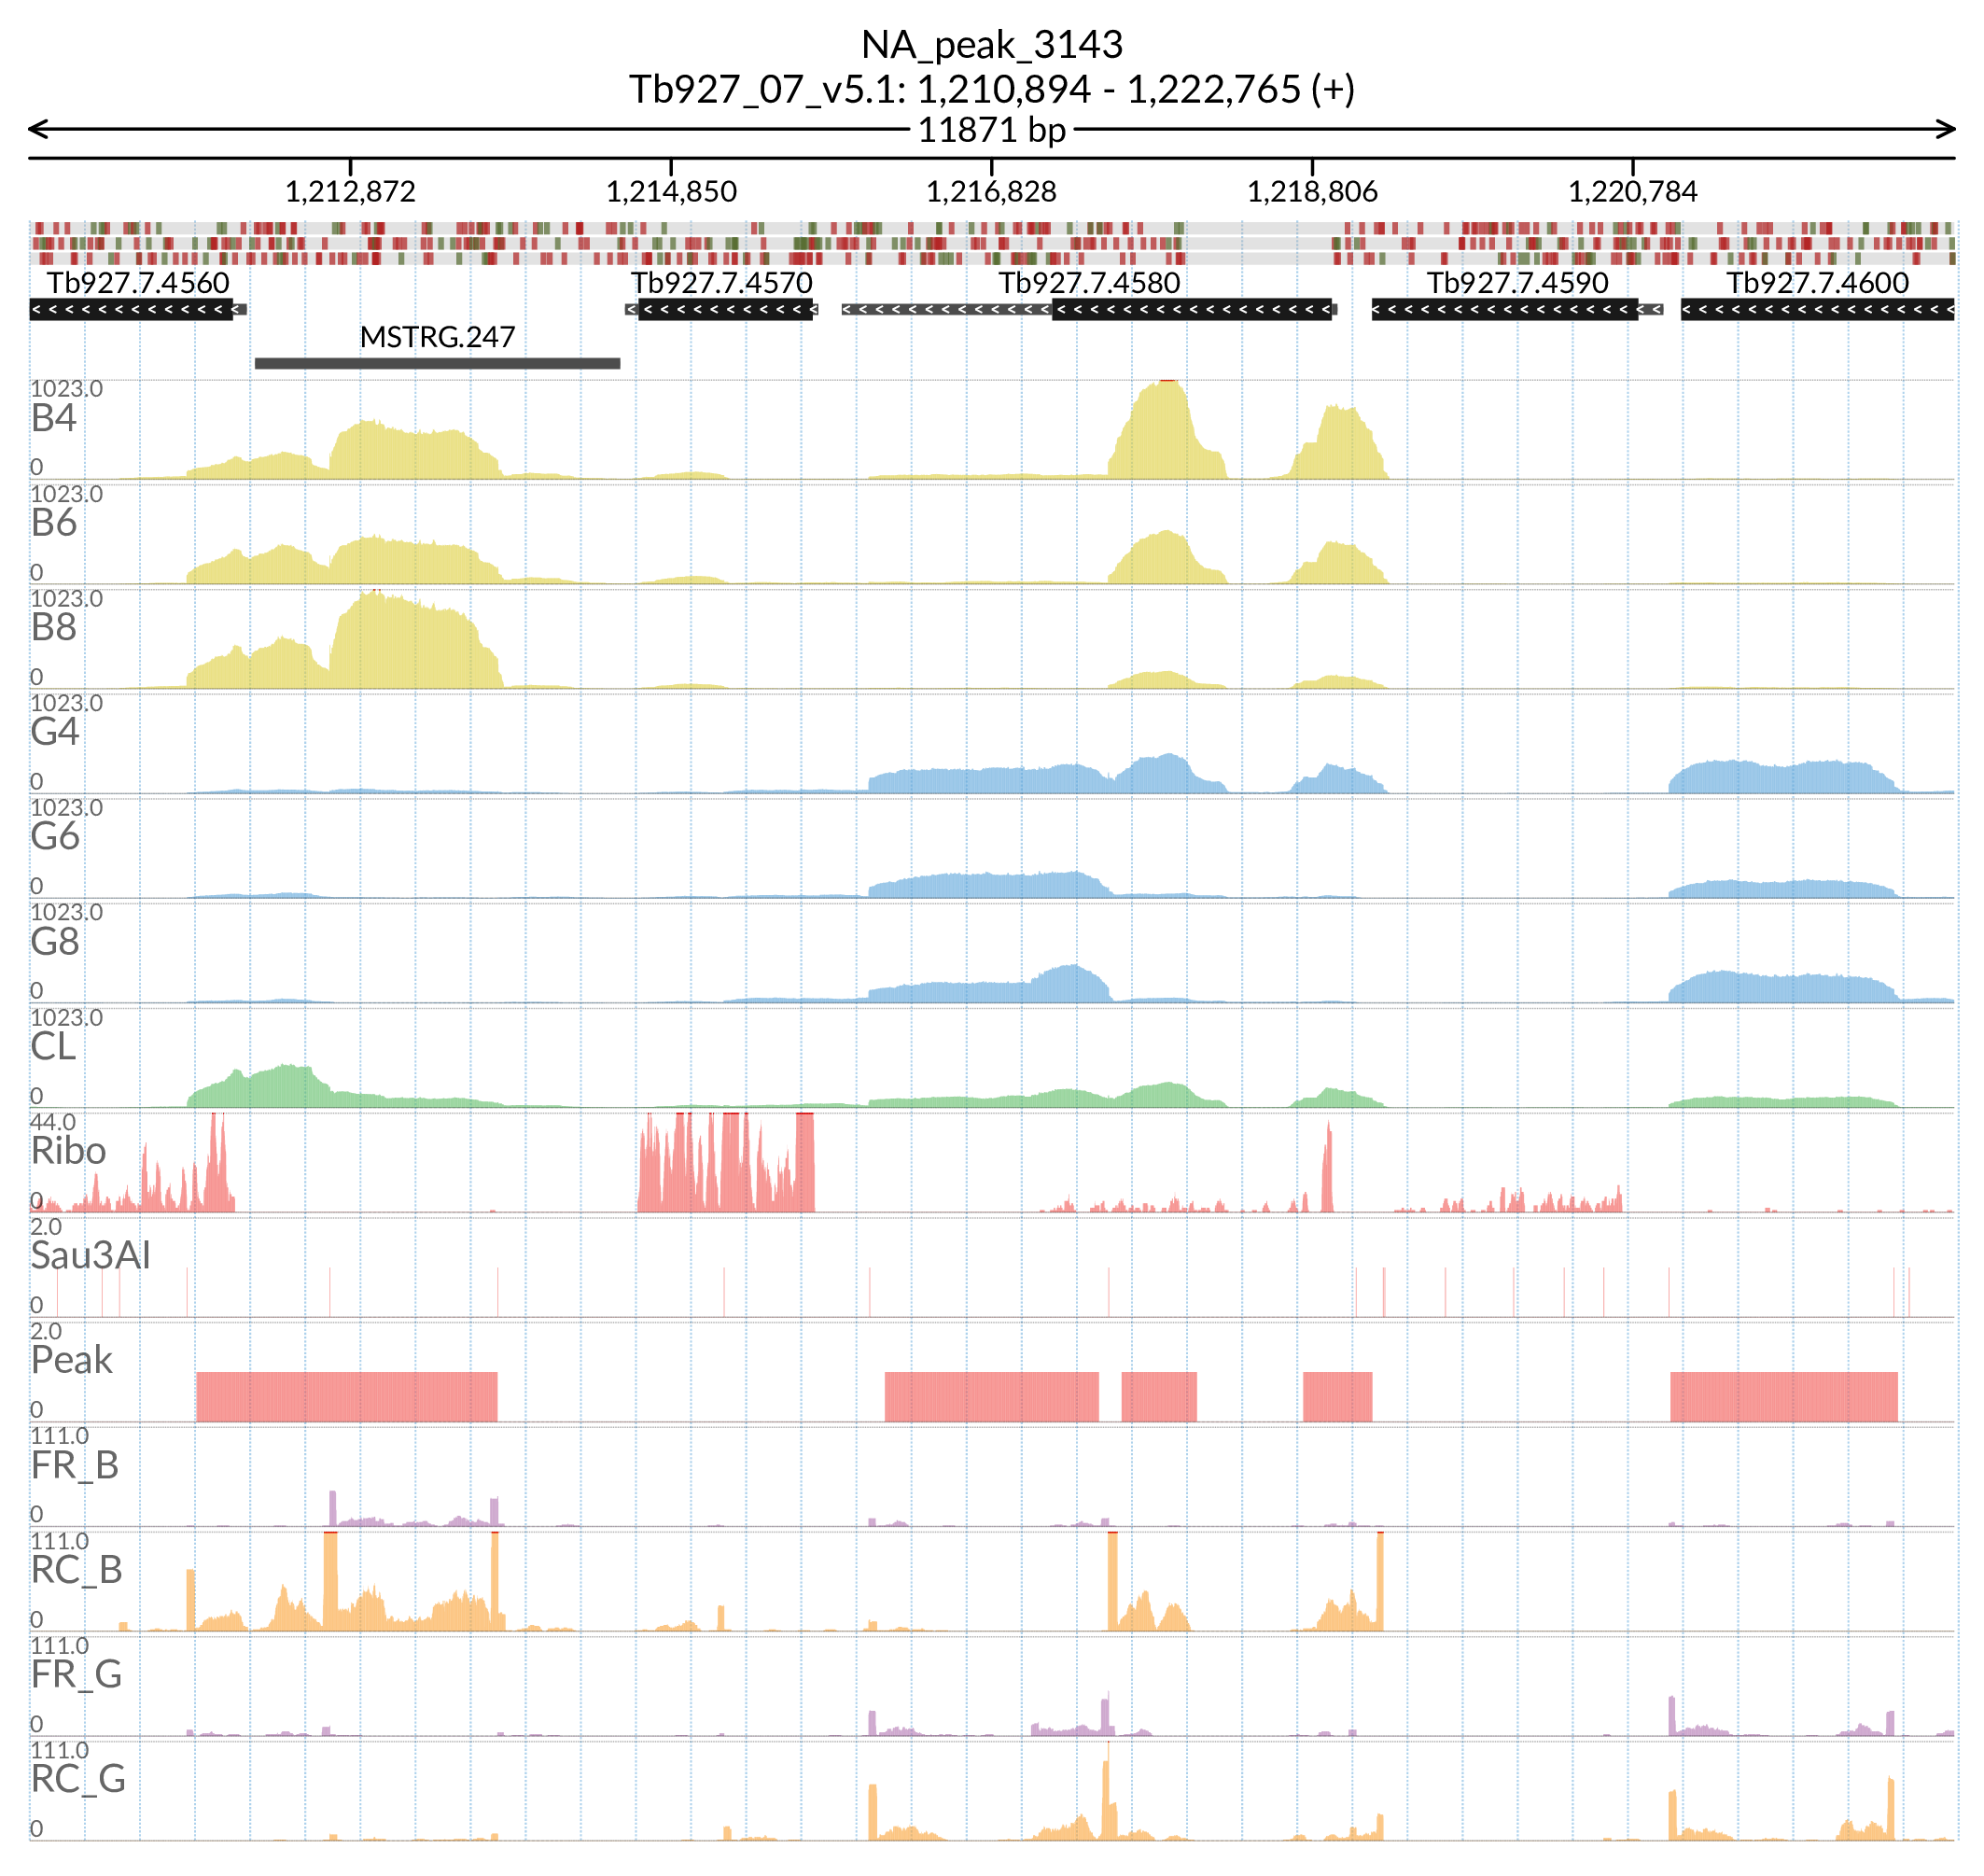 NA_peak_3143
Tb927_07_v5.1: 1,210,894 - 1,222,765 (+)
11871 bp
1,212,872 1,214,850 1,216,828 1,218,806 1,220,784
Tb927.7.4560 Tb927.7.4570 Tb927.7.4580 Tb927.7.4590 Tb927.7.4600
MSTRG.247
1023.0
B4
0
1023.0
B6
0
1023.0
B8
0
1023.0
G4
0
1023.0
G6
0
1023.0
G8
0
1023.0
CL
0
44.0
Ribo
0
2.0
Sau3AI
0
2.0
Peak
0
111.0
FR_B
0
111.0
RC_B
0
111.0
FR_G
0
111.0
RC_G
0